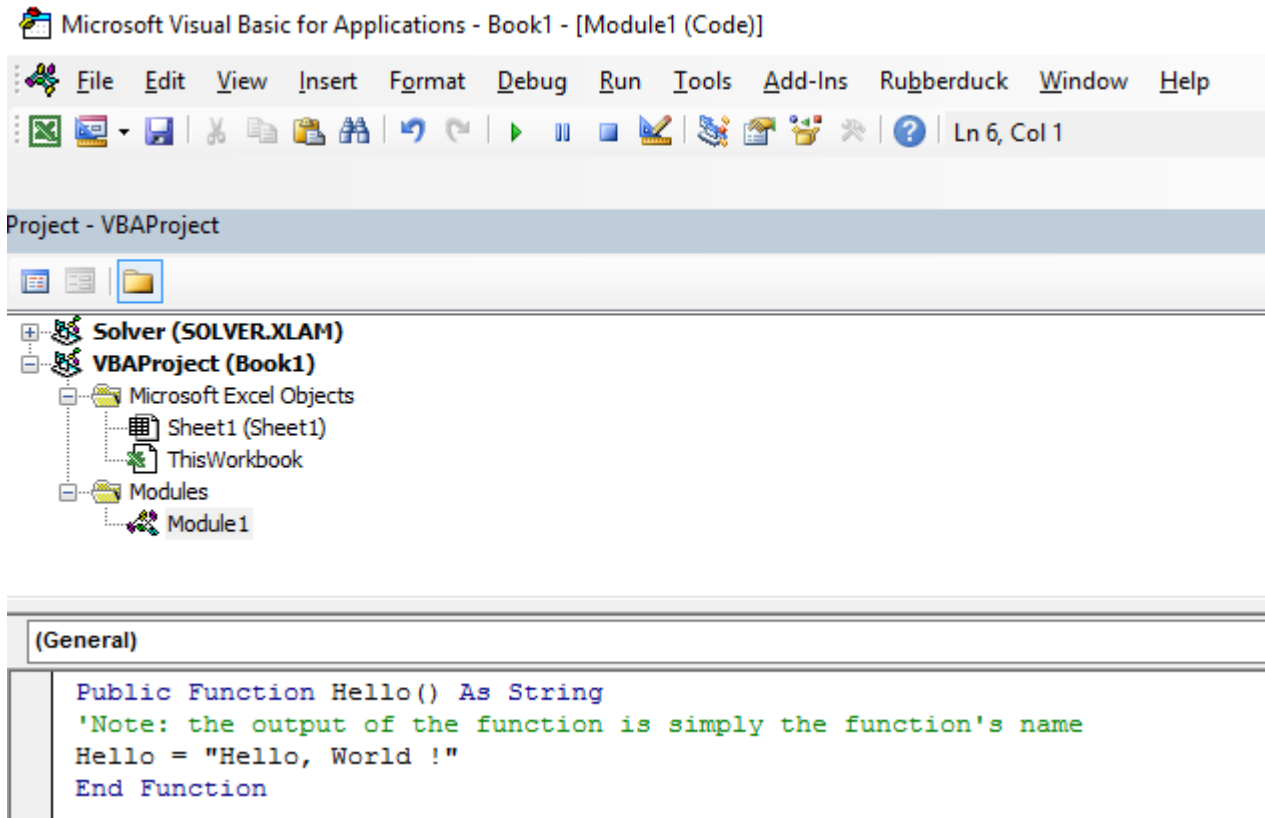 Microsoft Visual Basic for Applications - Book1 - [Module1 (Code)]
File Edit View Insert Format Debug Run Tools Add-Ins Rubberduck Window Help
Ln 6, Col 1
Project - VBAProject
Solver (SOLVER.XLAM)
VBAProject (Book1)
Microsoft Excel Objects
Sheet1 (Sheet1)
ThisWorkbook
Modules
Module1
(General)
Public Function Hello() As String
'Note: the output of the function is simply the function's name
Hello = "Hello, World !"
End Function